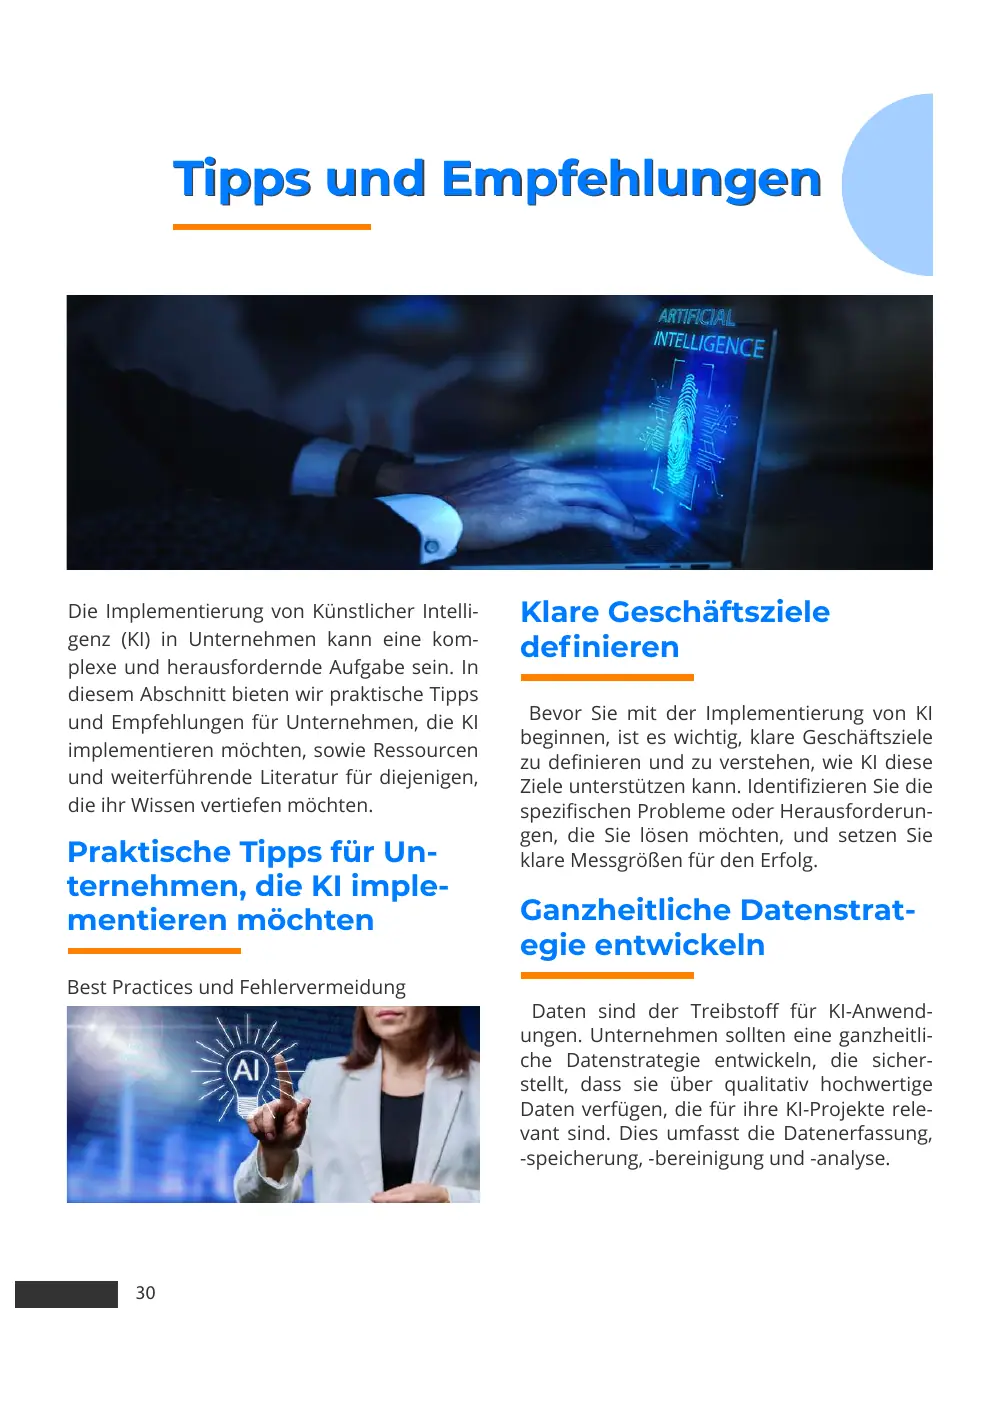 Tipps und Empfehlungen
ARTIFICIAL
INTELLIGENCE
Die Implementierung von Künstlicher Intelli-
genz (KI) in Unternehmen kann eine kom-
plexe und herausfordernde Aufgabe sein. In
diesem Abschnitt bieten wir praktische Tipps
und Empfehlungen für Unternehmen, die KI
implementieren möchten, sowie Ressourcen
und weiterführende Literatur für diejenigen,
die ihr Wissen vertiefen möchten.
Praktische Tipps für Un-
ternehmen, die KI imple-
mentieren möchten
Best Practices und Fehlervermeidung
AI
Klare Geschäftsziele
definieren
Bevor Sie mit der Implementierung von KI
beginnen, ist es wichtig, klare Geschäftsziele
zu definieren und zu verstehen, wie KI diese
Ziele unterstützen kann. Identifizieren Sie die
spezifischen Probleme oder Herausforderun-
gen, die Sie lösen möchten, und setzen Sie
klare Messgrößen für den Erfolg.
Ganzheitliche Datenstrat-
egie entwickeln
Daten sind der Treibstoff für KI-Anwend-
ungen. Unternehmen sollten eine ganzheitli-
che Datenstrategie entwickeln, die sicher-
stellt, dass sie über qualitativ hochwertige
Daten verfügen, die für ihre KI-Projekte rele-
vant sind. Dies umfasst die Datenerfassung,
-speicherung, -bereinigung und -analyse.
30